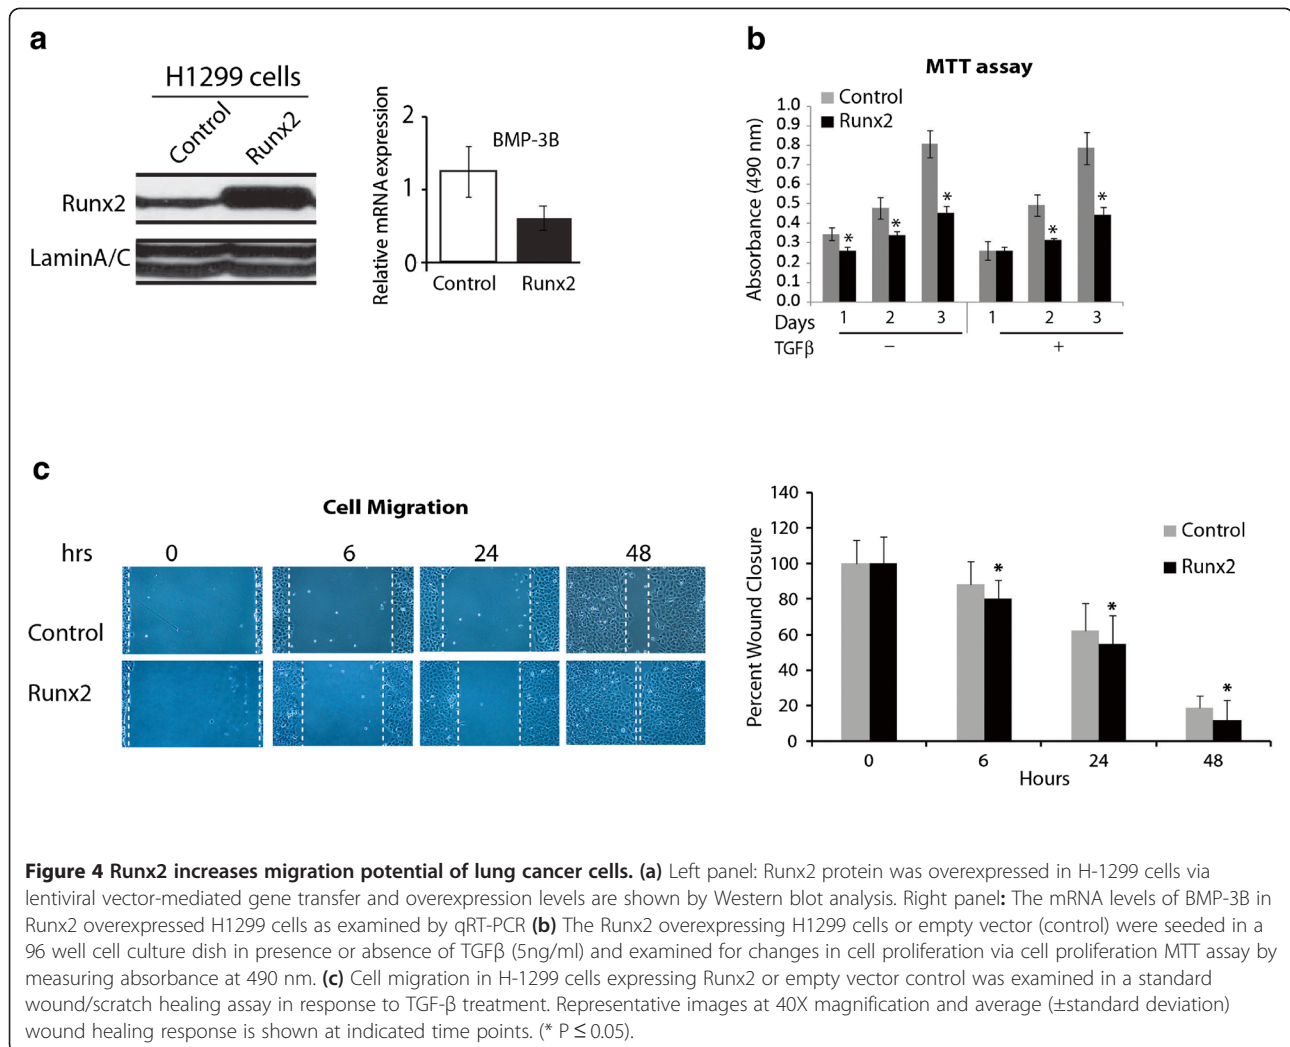 a
H1299 cells
Control
Runx2
Runx2
LaminA/C
Relative mRNA expression
2
1
0
BMP-3B
Control
Runx2
b
MTT assay
Control
Runx2
Absorbance (490 nm)
1.0
0.9
0.8
0.7
0.6
0.5
0.4
0.3
0.2
0.1
0.0
* * * * *
Days 1 2 3 1 2 3
TGFβ − +
c
Cell Migration
hrs 0 6 24 48
Control
Runx2
Percent Wound Closure
140
120
100
80
60
40
20
0
Control
Runx2
* * *
0 6 24 48
Hours
Figure 4 Runx2 increases migration potential of lung cancer cells. (a) Left panel: Runx2 protein was overexpressed in H-1299 cells via
lentiviral vector-mediated gene transfer and overexpression levels are shown by Western blot analysis. Right panel: The mRNA levels of BMP-3B in
Runx2 overexpressed H1299 cells as examined by qRT-PCR (b) The Runx2 overexpressing H1299 cells or empty vector (control) were seeded in a
96 well cell culture dish in presence or absence of TGFβ (5ng/ml) and examined for changes in cell proliferation via cell proliferation MTT assay by
measuring absorbance at 490 nm. (c) Cell migration in H-1299 cells expressing Runx2 or empty vector control was examined in a standard
wound/scratch healing assay in response to TGF-β treatment. Representative images at 40X magnification and average (±standard deviation)
wound healing response is shown at indicated time points. (* P ≤ 0.05).